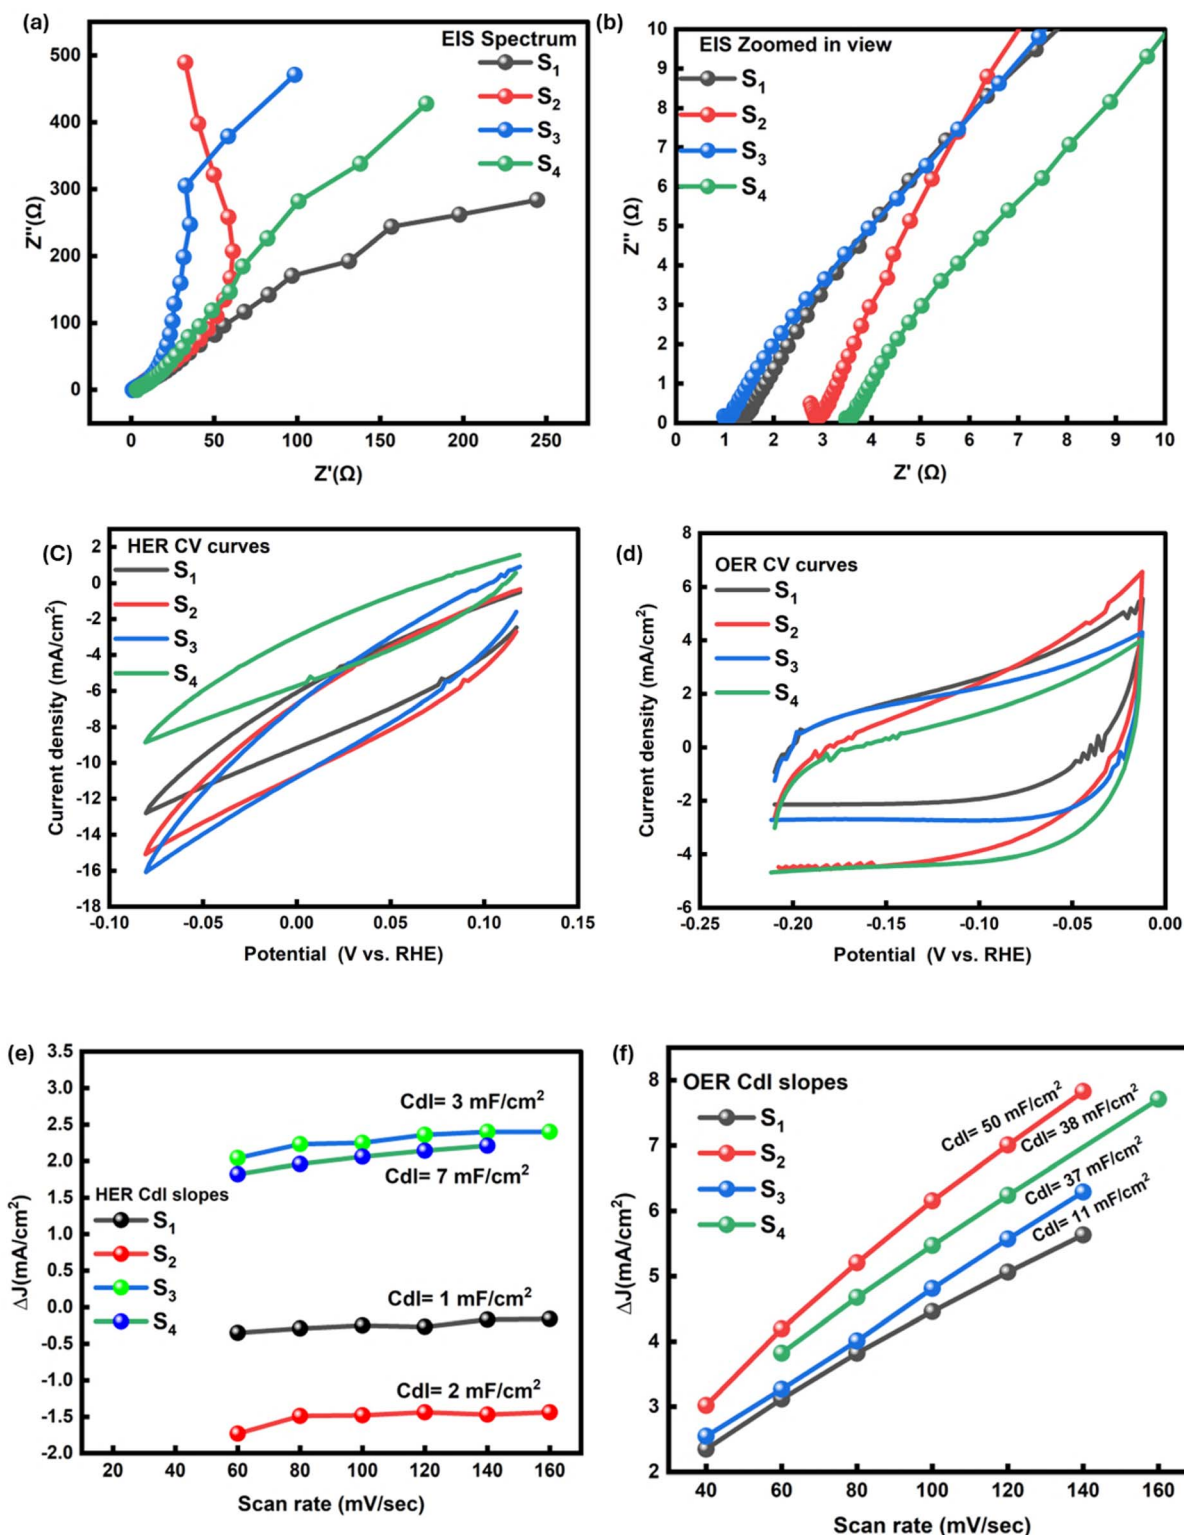 (a)
EIS Spectrum
S1
S2
S3
S4
500
400
300
200
100
0
Z''(Ω)
0 50 100 150 200 250
Z'(Ω)
(b)
EIS Zoomed in view
S1
S2
S3
S4
10
9
8
7
6
5
4
3
2
1
0
Z'' (Ω)
0 1 2 3 4 5 6 7 8 9 10
Z' (Ω)
(C)
HER CV curves
S1
S2
S3
S4
2
0
-2
-4
-6
-8
-10
-12
-14
-16
-18
Current density (mA/cm2)
-0.10 -0.05 0.00 0.05 0.10 0.15
Potential (V vs. RHE)
(d)
OER CV curves
S1
S2
S3
S4
8
6
4
2
0
-2
-4
-6
Current density (mA/cm2)
-0.25 -0.20 -0.15 -0.10 -0.05 0.00
Potential (V vs. RHE)
(e)
3.5
3.0
2.5
2.0
1.5
1.0
0.5
0.0
-0.5
-1.0
-1.5
-2.0
ΔJ(mA/cm2)
Cdl= 3 mF/cm2
Cdl= 7 mF/cm2
HER Cdl slopes
S1
S2
S3
S4
Cdl= 1 mF/cm2
Cdl= 2 mF/cm2
20 40 60 80 100 120 140 160
Scan rate (mV/sec)
(f)
OER Cdl slopes
S1
S2
S3
S4
Cdl= 50 mF/cm2
Cdl= 38 mF/cm2
Cdl= 37 mF/cm2
Cdl= 11 mF/cm2
8
7
6
5
4
3
2
ΔJ(mA/cm2)
40 60 80 100 120 140 160
Scan rate (mV/sec)